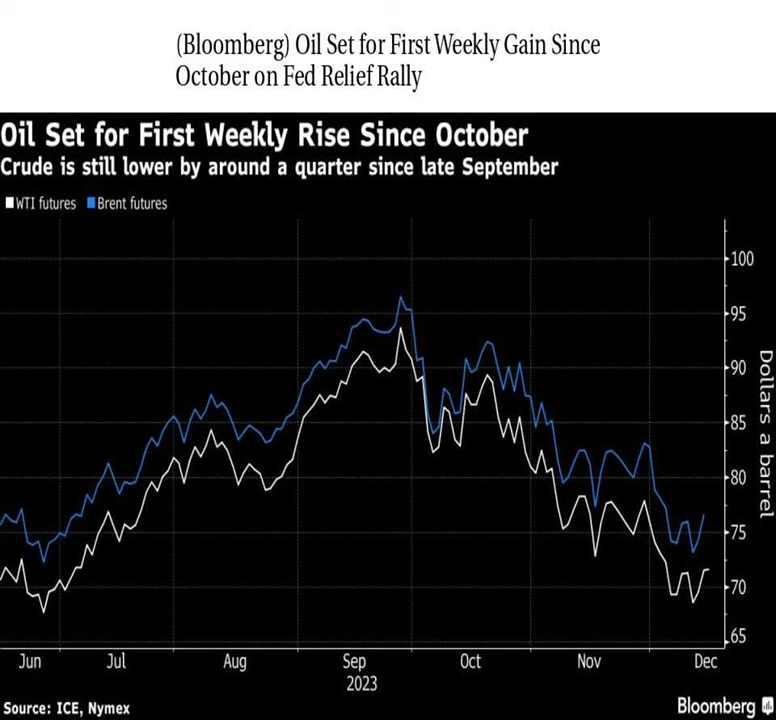 (Bloomberg) Oil Set for First Weekly Gain Since
October on Fed Relief Rally
Oil Set for First Weekly Rise Since October
Crude is still lower by around a quarter since late September
WTI futures Brent futures
100
95
90
85
80
75
70
65
Dollars a barrel
Jun Jul Aug Sep Oct Nov Dec
2023
Source: ICE, Nymex
Bloomberg